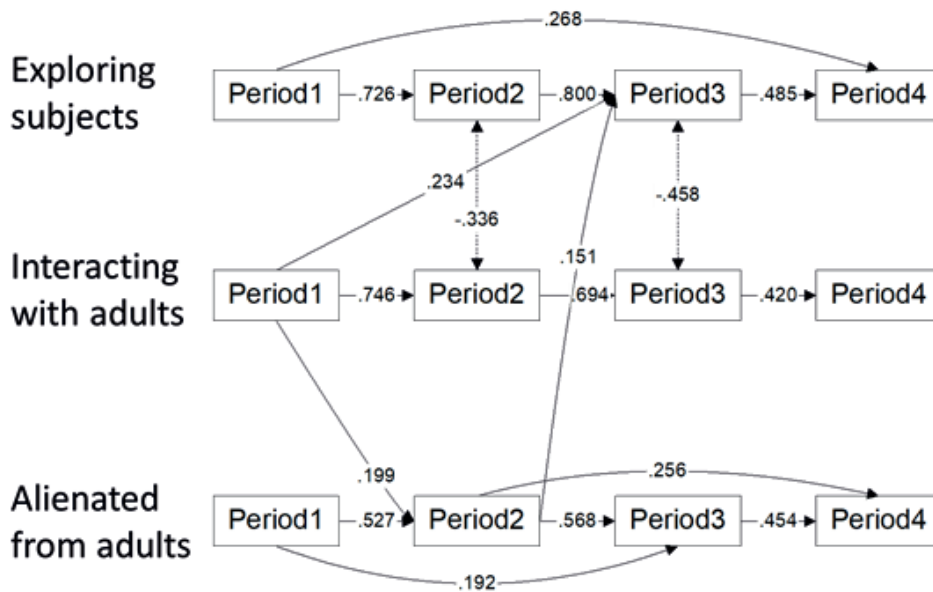 .268
Exploring
subjects
Period1 .726 Period2 .800 Period3 .485 Period4
.234
-.336
-.458
.151
Interacting
with adults
Period1 .746 Period2 .694 Period3 .420 Period4
.199
.256
Alienated
from adults
Period1 .527 Period2 .568 Period3 .454 Period4
.192